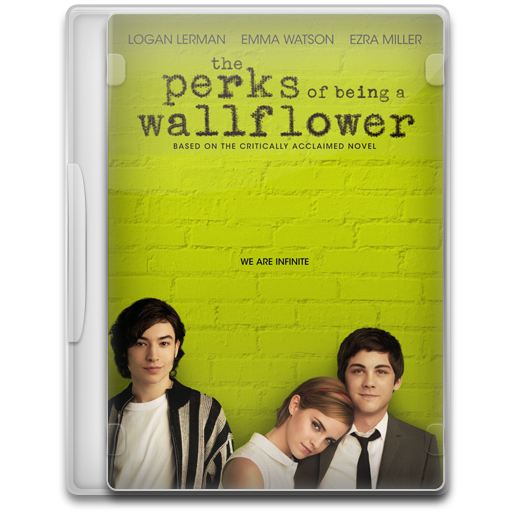 LOGAN LERMAN EMMA WATSON EZRA MILLER
the
perks of being a
wallflower
BASED ON THE CRITICALLY ACCLAIMED NOVEL
WE ARE INFINITE